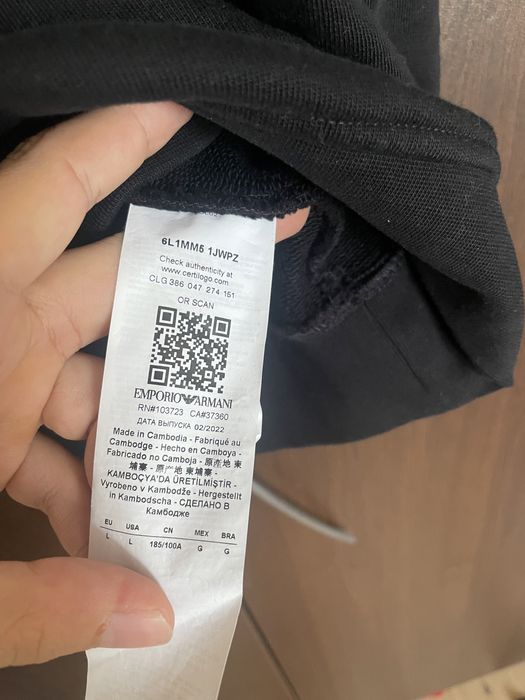 6L1MM5 1JWPZ
Check authenticity at
www.certilogo.com
CLG 386 047 274 151
OR SCAN
EMPORIO ARMANI
RN#103723 CA#37360
ДАТА ВЫПУСКА 02/2022
Made in Cambodia - Fabriqué au
Cambodge - Hecho en Camboya -
Fabricado no Camboja - 原產地 柬
埔寨 - 原产地 柬埔寨 -
KAMBOÇYA'DA ÜRETİLMİŞTİR -
Vyrobeno v Kambodže - Hergestellt
in Kambodscha - СДЕЛАНО В
Камбодже
EU USA CN MEX BRA
L L 185/100A G G